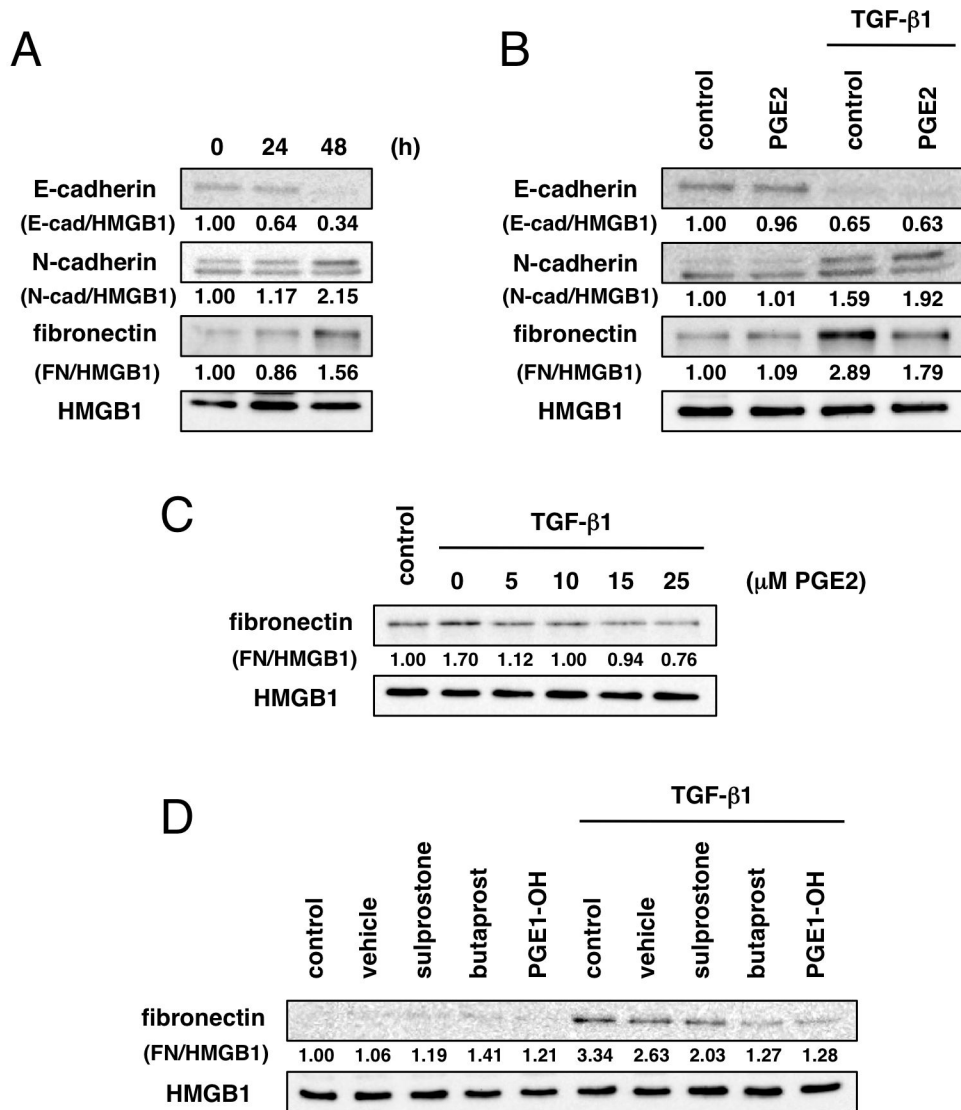 A
0 24 48 (h)
E-cadherin
(E-cad/HMGB1) 1.00 0.64 0.34
N-cadherin
(N-cad/HMGB1) 1.00 1.17 2.15
fibronectin
(FN/HMGB1) 1.00 0.86 1.56
HMGB1
B
TGF-β1
control PGE2 control PGE2
E-cadherin
(E-cad/HMGB1) 1.00 0.96 0.65 0.63
N-cadherin
(N-cad/HMGB1) 1.00 1.01 1.59 1.92
fibronectin
(FN/HMGB1) 1.00 1.09 2.89 1.79
HMGB1
C
TGF-β1
control 0 5 10 15 25 (μM PGE2)
fibronectin
(FN/HMGB1) 1.00 1.70 1.12 1.00 0.94 0.76
HMGB1
D
TGF-β1
control vehicle sulprostone butaprost PGE1-OH control vehicle sulprostone butaprost PGE1-OH
fibronectin
(FN/HMGB1) 1.00 1.06 1.19 1.41 1.21 3.34 2.63 2.03 1.27 1.28
HMGB1